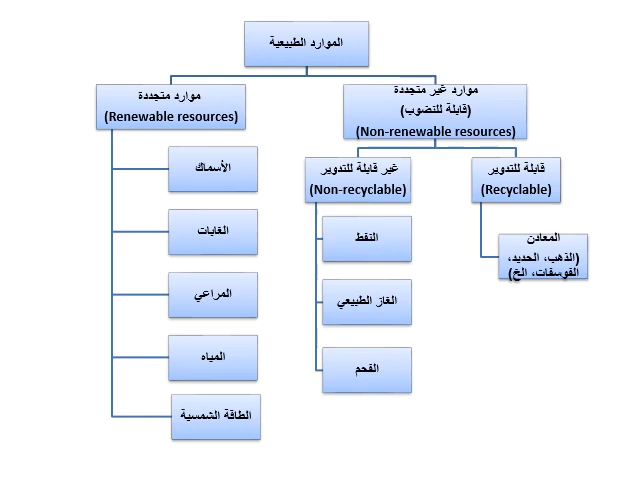 الموارد الطبيعية
موارد غير متجددة
(قابلة للنضوب)
(Non-renewable resources)
موارد متجددة
(Renewable resources)
قابلة للتدوير
(Recyclable)
غير قابلة للتدوير
(Non-recyclable)
المعادن
(الذهب، الحديد،
الفوسفات، الخ)
النفط
الغاز الطبيعي
الفحم
الأسماك
الغابات
المراعي
المياه
الطاقة الشمسية